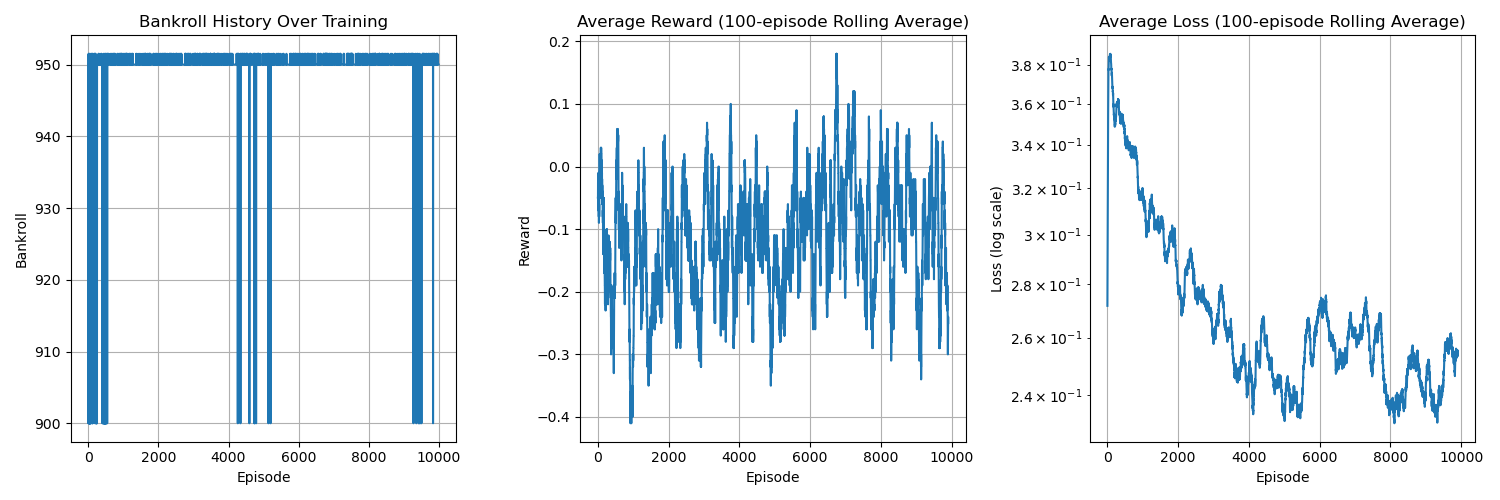 Bankroll History Over Training
Bankroll
950
940
930
920
910
900
0 2000 4000 6000 8000 10000
Episode
Average Reward (100-episode Rolling Average)
Reward
0.2
0.1
0.0
−0.1
−0.2
−0.3
−0.4
0 2000 4000 6000 8000 10000
Episode
Average Loss (100-episode Rolling Average)
Loss (log scale)
3.8 × 10⁻¹
3.6 × 10⁻¹
3.4 × 10⁻¹
3.2 × 10⁻¹
3 × 10⁻¹
2.8 × 10⁻¹
2.6 × 10⁻¹
2.4 × 10⁻¹
0 2000 4000 6000 8000 10000
Episode